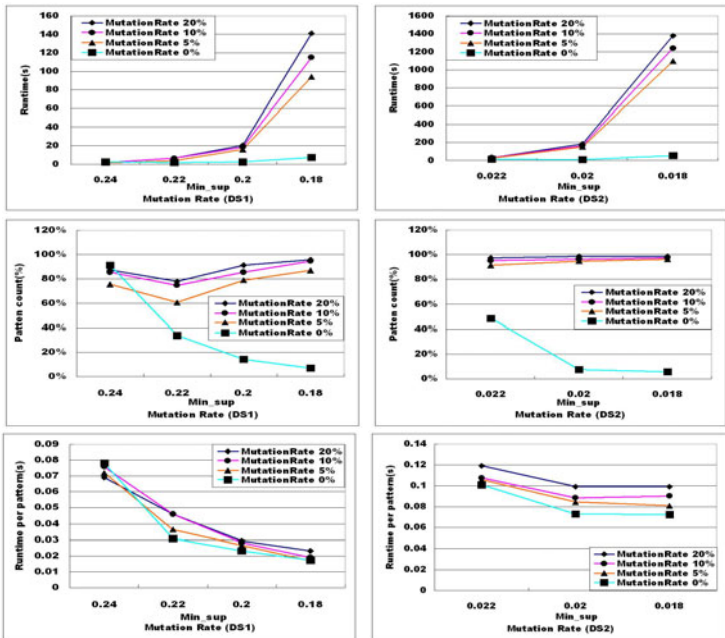 Runtime(s)
160
140
120
100
80
60
40
20
0
MutationRate 20%
MutationRate 10%
MutationRate 5%
MutationRate 0%
0.24 0.22 0.2 0.18
Min_sup
Mutation Rate (DS1)
Runtime(s)
1600
1400
1200
1000
800
600
400
200
0
MutationRate 20%
MutationRate 10%
MutationRate 5%
MutationRate 0%
0.022 0.02 0.018
Min_sup
Mutation Rate (DS2)
Patten count(%)
120%
100%
80%
60%
40%
20%
0%
MutationRate 20%
MutationRate 10%
MutationRate 5%
MutationRate 0%
0.24 0.22 0.2 0.18
Min_sup
Mutation Rate (DS1)
Patten count(%)
120%
100%
80%
60%
40%
20%
0%
MutationRate 20%
MutationRate 10%
MutationRate 5%
MutationRate 0%
0.022 0.02 0.018
Min_sup
Mutation Rate (DS2)
Runtime per pattern(s)
0.09
0.08
0.07
0.06
0.05
0.04
0.03
0.02
0.01
0
MutationRate 20%
MutationRate 10%
MutationRate 5%
MutationRate 0%
0.24 0.22 0.2 0.18
Min_sup
Mutation Rate (DS1)
Runtime per pattern(s)
0.14
0.12
0.1
0.08
0.06
0.04
0.02
0
MutationRate 20%
MutationRate 10%
MutationRate 5%
MutationRate 0%
0.022 0.02 0.018
Min_sup
Mutation Rate (DS2)